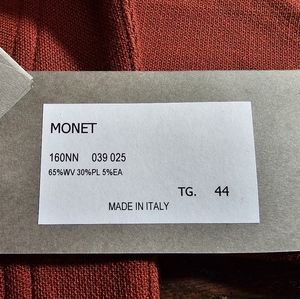 MONET
160NN 039 025
65%WV 30%PL 5%EA
TG. 44
MADE IN ITALY